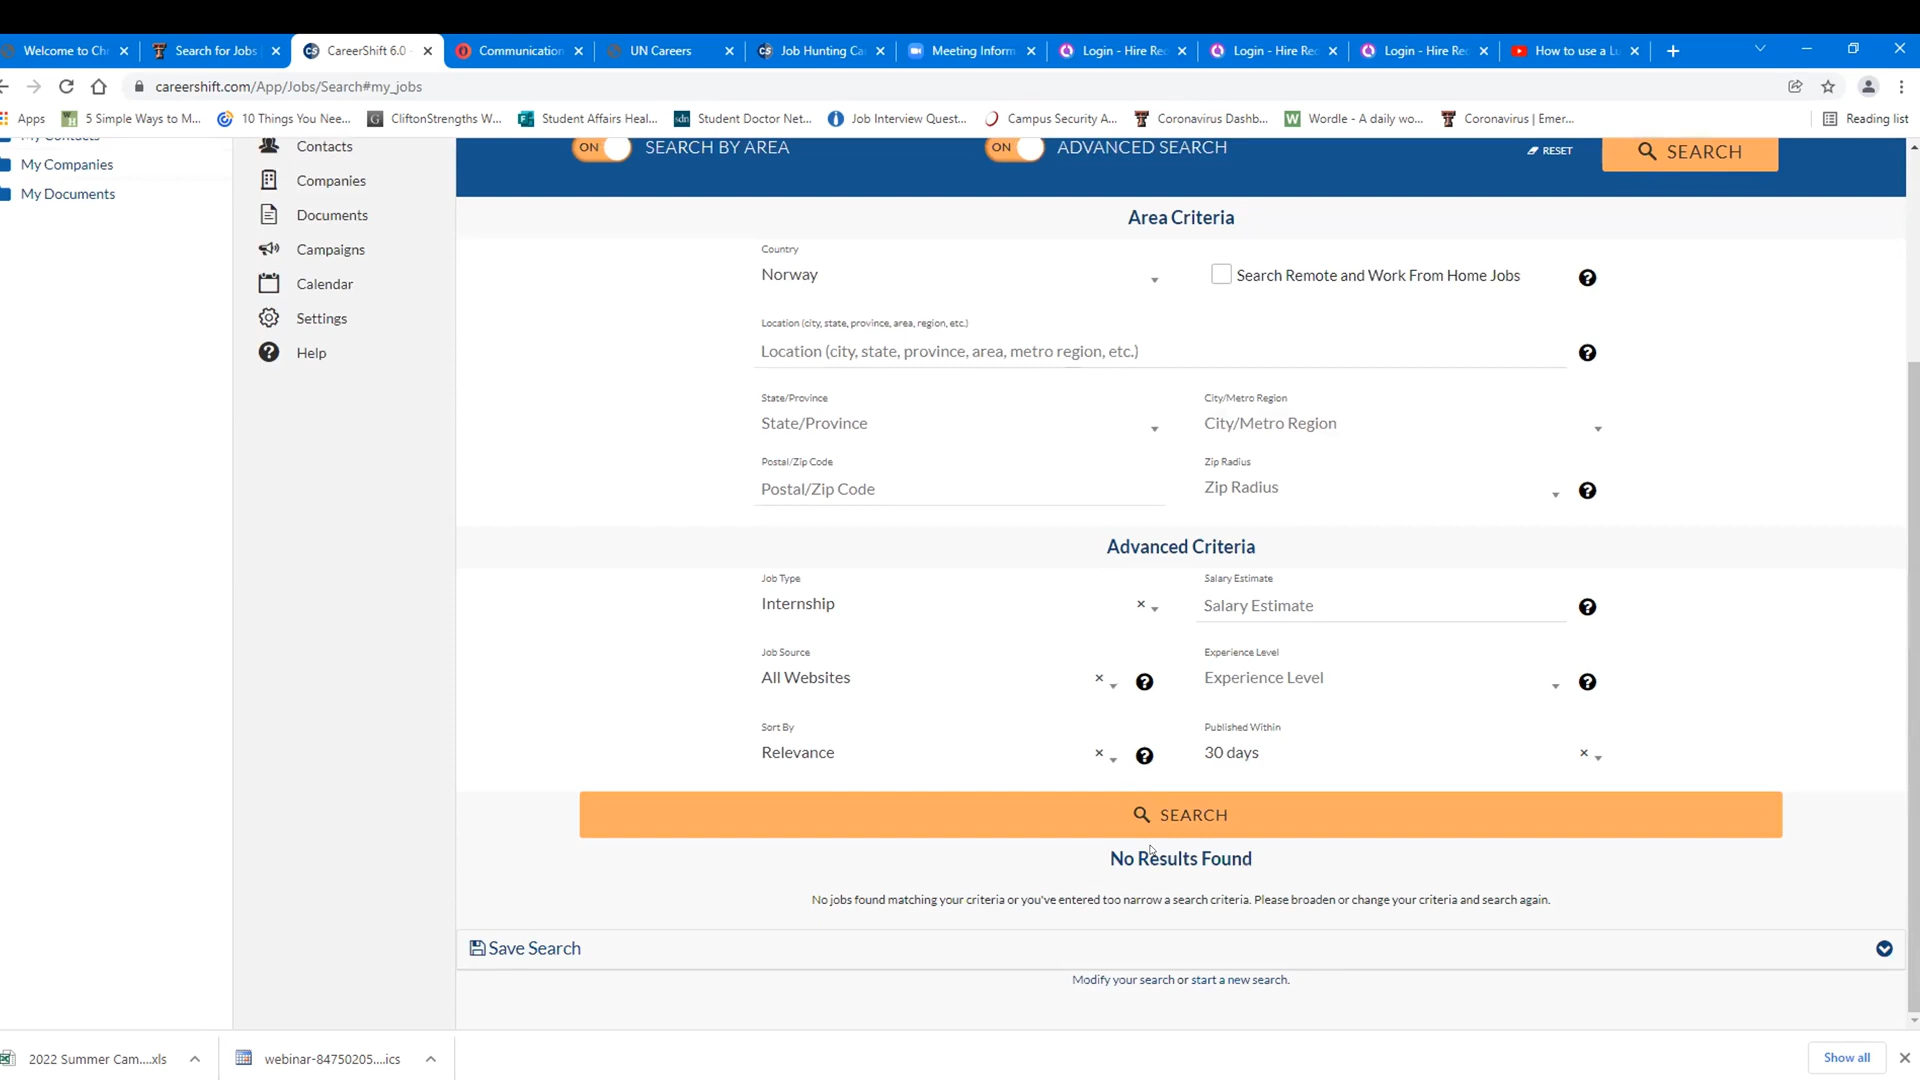 Welcome to Chr
Search for Jobs
CareerShift 6.0 -
Communication
UN Careers
Job Hunting Ca
Meeting Inform
Login - Hire Rec
Login - Hire Rec
Login - Hire Rec
How to use a Lu
careershift.com/App/Jobs/Search#my_jobs
Apps
5 Simple Ways to M...
10 Things You Nee...
CliftonStrengths W...
Student Affairs Heal...
Student Doctor Net...
Job Interview Quest...
Campus Security A...
Coronavirus Dashb...
Wordle - A daily wo...
Coronavirus | Emer...
Reading list
My Contacts
My Companies
My Documents
Contacts
Companies
Documents
Campaigns
Calendar
Settings
Help
ON SEARCH BY AREA
ON ADVANCED SEARCH
RESET
SEARCH
Area Criteria
Country
Norway
Search Remote and Work From Home Jobs
Location (city, state, province, area, region, etc.)
Location (city, state, province, area, metro region, etc.)
State/Province
State/Province
City/Metro Region
City/Metro Region
Postal/Zip Code
Postal/Zip Code
Zip Radius
Zip Radius
Advanced Criteria
Job Type
Internship
Salary Estimate
Salary Estimate
Job Source
All Websites
Experience Level
Experience Level
Sort By
Relevance
Published Within
30 days
SEARCH
No Results Found
No jobs found matching your criteria or you've entered too narrow a search criteria. Please broaden or change your criteria and search again.
Save Search
Modify your search or start a new search.
2022 Summer Cam....xls
webinar-84750205....ics
Show all